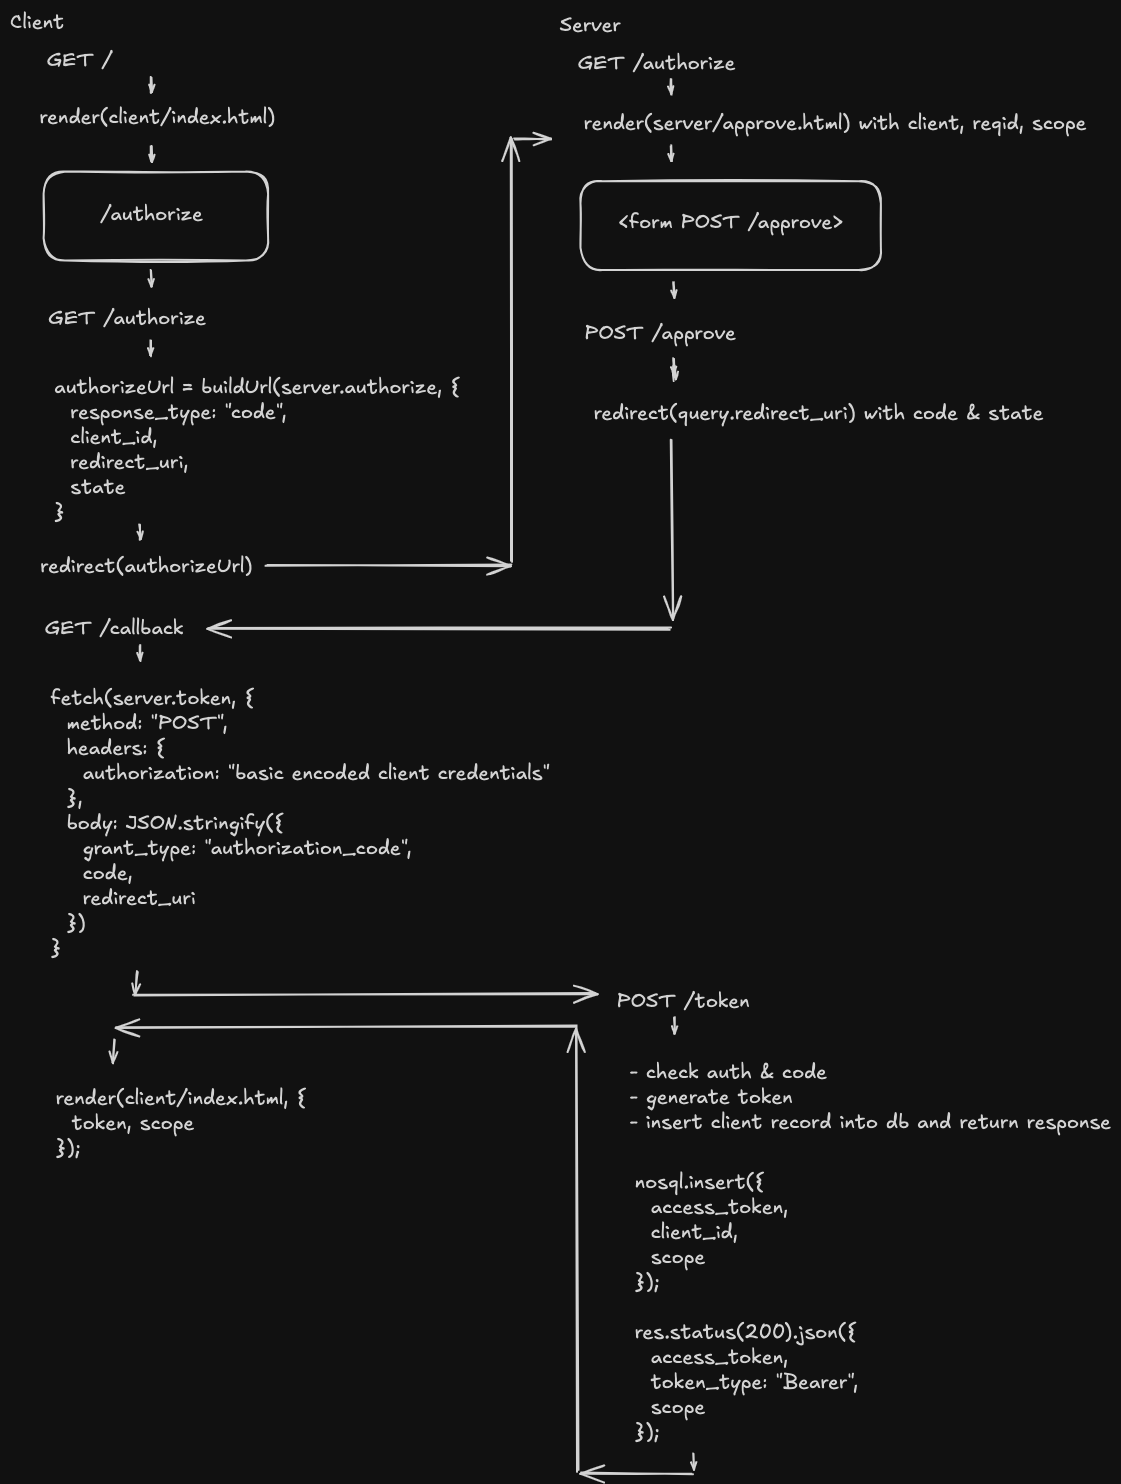 Client
GET /
render(client/index.html)
/authorize
GET /authorize
authorizeUrl = buildUrl(server.authorize, {
response_type: "code",
client_id,
redirect_uri,
state
}
redirect(authorizeUrl)
GET /callback
fetch(server.token, {
method: "POST",
headers: {
authorization: "basic encoded client credentials"
},
body: JSON.stringify({
grant_type: "authorization_code",
code,
redirect_uri
})
}
render(client/index.html, {
token, scope
});
Server
GET /authorize
render(server/approve.html) with client, reqid, scope
<form POST /approve>
POST /approve
redirect(query.redirect_uri) with code & state
POST /token
- check auth & code
- generate token
- insert client record into db and return response
nosql.insert({
access_token,
client_id,
scope
});
res.status(200).json({
access_token,
token_type: "Bearer",
scope
});